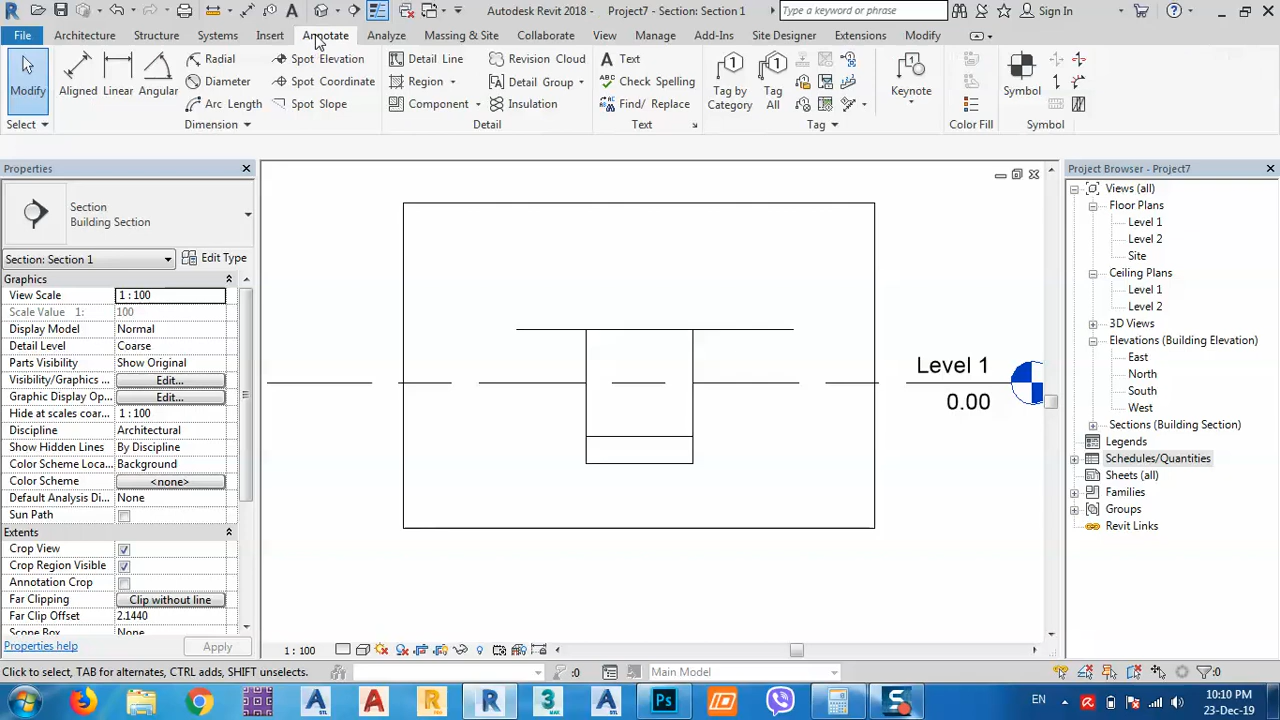 Autodesk Revit 2018 - Project7 - Section: Section 1
Type a keyword or phrase
Sign In
File Architecture Structure Systems Insert Annotate Analyze Massing & Site Collaborate View Manage Add-Ins Site Designer Extensions Modify
Modify
Aligned Linear Angular
Radial
Diameter
Arc Length
Spot Elevation
Spot Coordinate
Spot Slope
Detail Line
Region
Component
Revision Cloud
Detail Group
Insulation
Text
Check Spelling
Find/ Replace
Tag by Category
Tag All
Keynote
Symbol
Select Dimension Detail Text Tag Color Fill Symbol
Properties
Section
Building Section
Section: Section 1
Edit Type
Graphics
View Scale 1 : 100
Scale Value 1: 100
Display Model Normal
Detail Level Coarse
Parts Visibility Show Original
Visibility/Graphics ... Edit...
Graphic Display Op... Edit...
Hide at scales coar... 1 : 100
Discipline Architectural
Show Hidden Lines By Discipline
Color Scheme Loca... Background
Color Scheme <none>
Default Analysis Di... None
Sun Path
Extents
Crop View
Crop Region Visible
Annotation Crop
Far Clipping Clip without line
Far Clip Offset 2.1440
Scope Box None
Properties help
Apply
Level 1
0.00
1 : 100
Project Browser - Project7
Views (all)
Floor Plans
Level 1
Level 2
Site
Ceiling Plans
Level 1
Level 2
3D Views
Elevations (Building Elevation)
East
North
South
West
Sections (Building Section)
Legends
Schedules/Quantities
Sheets (all)
Families
Groups
Revit Links
Click to select, TAB for alternates, CTRL adds, SHIFT unselects.
:0
Main Model
:0
EN
10:10 PM
23-Dec-19